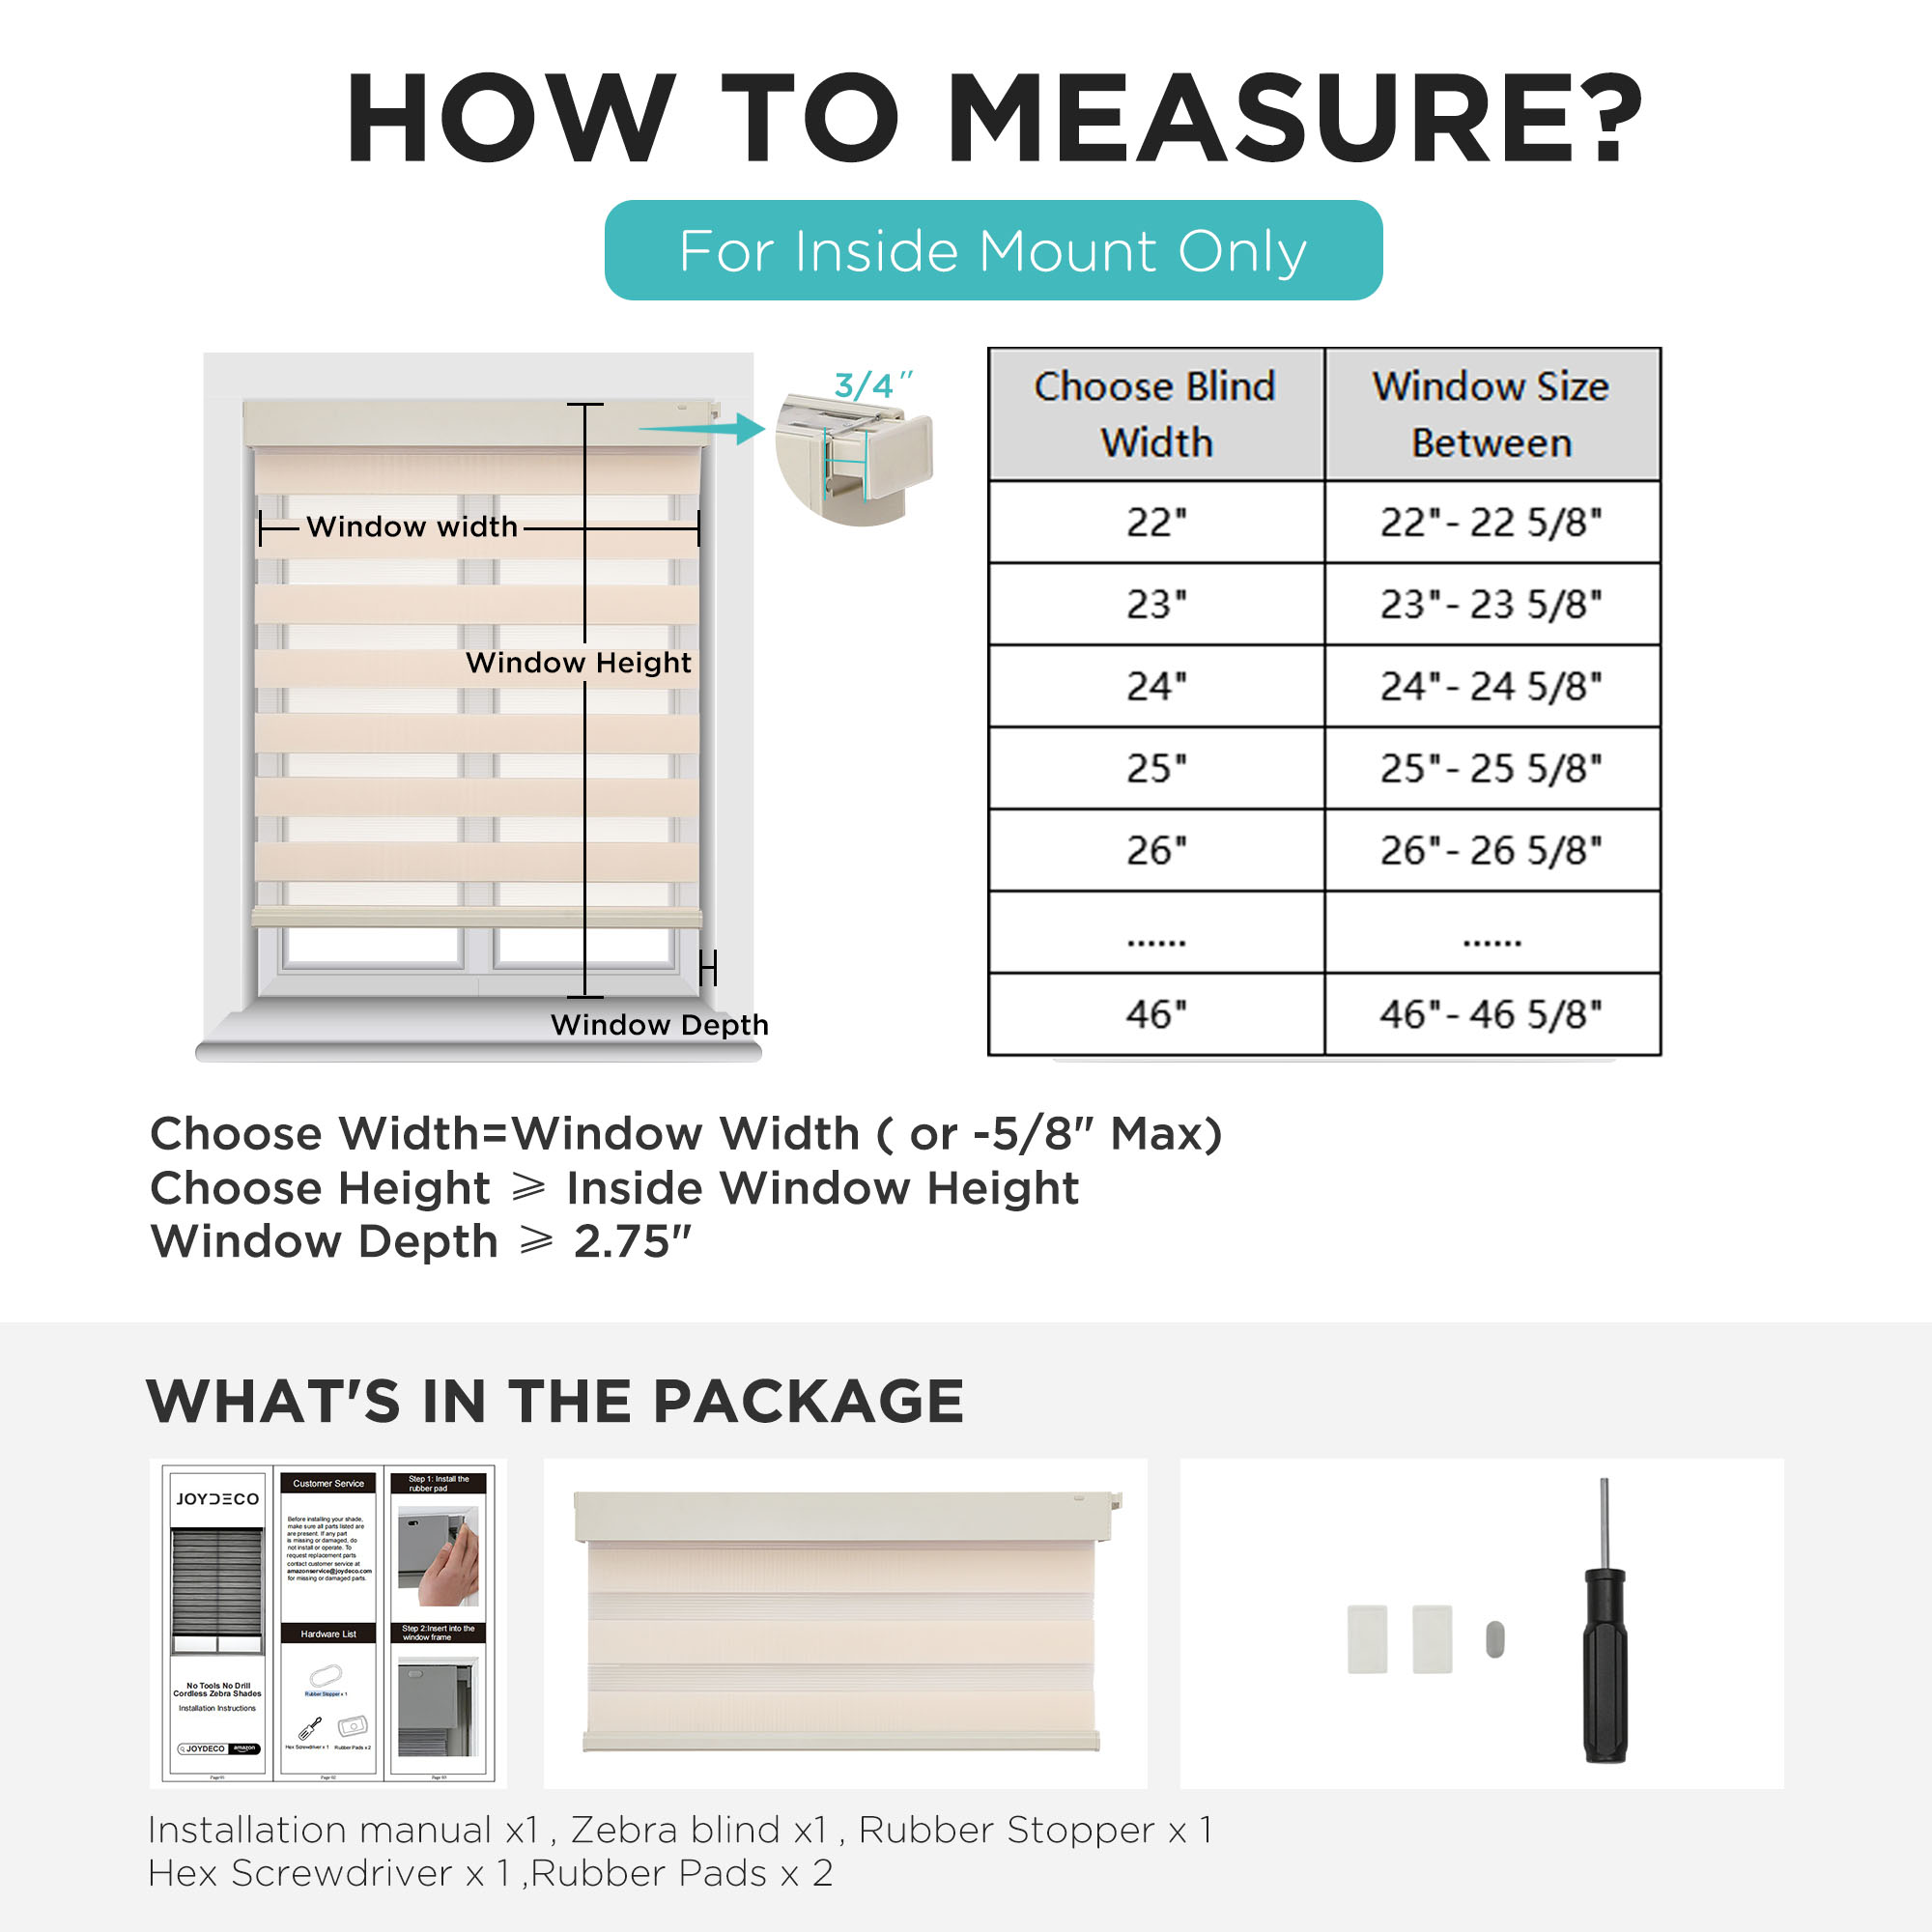 HOW TO MEASURE?
For Inside Mount Only
3/4"
Window width
Window Height
Window Depth
Choose Blind Width
Window Size Between
22"
22"- 22 5/8"
23"
23"- 23 5/8"
24"
24"- 24 5/8"
25"
25"- 25 5/8"
26"
26"- 26 5/8"
......
......
46"
46"- 46 5/8"
Choose Width=Window Width ( or -5/8" Max)
Choose Height ⩾ Inside Window Height
Window Depth ⩾ 2.75"
WHAT'S IN THE PACKAGE
JOYDECO
No Tools No Drill
Cordless Zebra Shades
Installation Instructions
JOYDECO amazon
Page 01
Customer Service
Before installing your shade,
make sure all parts listed are
are present. If any part
is missing or damaged, do
not install or operate. To
request replacement parts
contact customer service at
amazonservice@joydeco.com
for missing or damaged parts.
Hardware List
Rubber Stopper x 1
Hex Screwdriver x 1
Rubber Pads x 2
Page 02
Step 1: Install the
rubber pad
Step 2:Insert into the
window frame
Page 03
Installation manual x1 , Zebra blind x1 , Rubber Stopper x 1
Hex Screwdriver x 1 ,Rubber Pads x 2